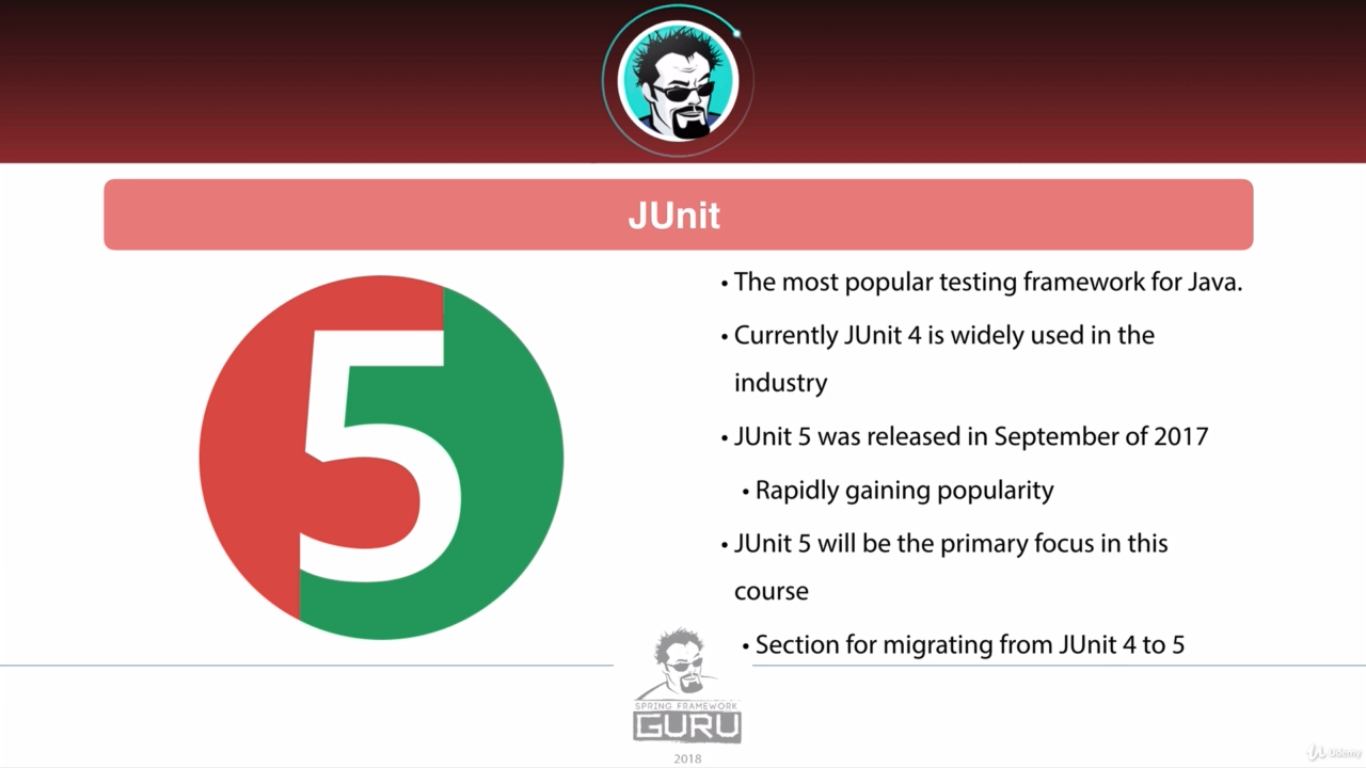 JUnit
5
• The most popular testing framework for Java.
• Currently JUnit 4 is widely used in the
industry
• JUnit 5 was released in September of 2017
• Rapidly gaining popularity
• JUnit 5 will be the primary focus in this
course
• Section for migrating from JUnit 4 to 5
SPRING FRAMEWORK
GURU
2018
Udemy